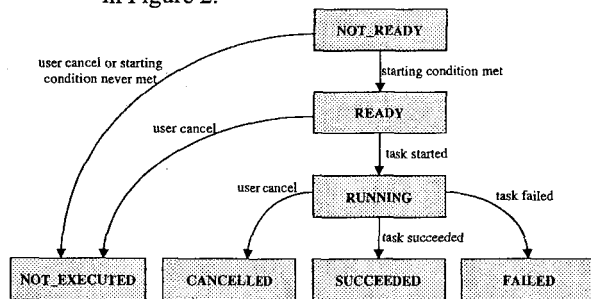 in Figure 2.
NOT_READY
user cancel or starting
condition never met
starting condition met
READY
user cancel
task started
user cancel
RUNNING
task failed
task succeeded
NOT_EXECUTED
CANCELLED
SUCCEEDED
FAILED